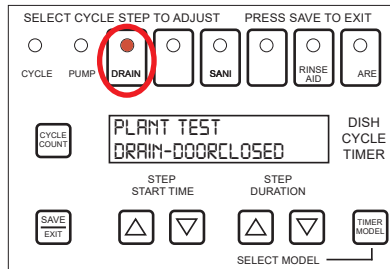 SELECT CYCLE STEP TO ADJUST PRESS SAVE TO EXIT
CYCLE PUMP DRAIN SANI RINSE AID ARE
CYCLE COUNT
PLANT TEST
DRAIN-DOORCLOSED
DISH CYCLE TIMER
STEP START TIME
STEP DURATION
SAVE EXIT
TIMER MODEL
SELECT MODEL